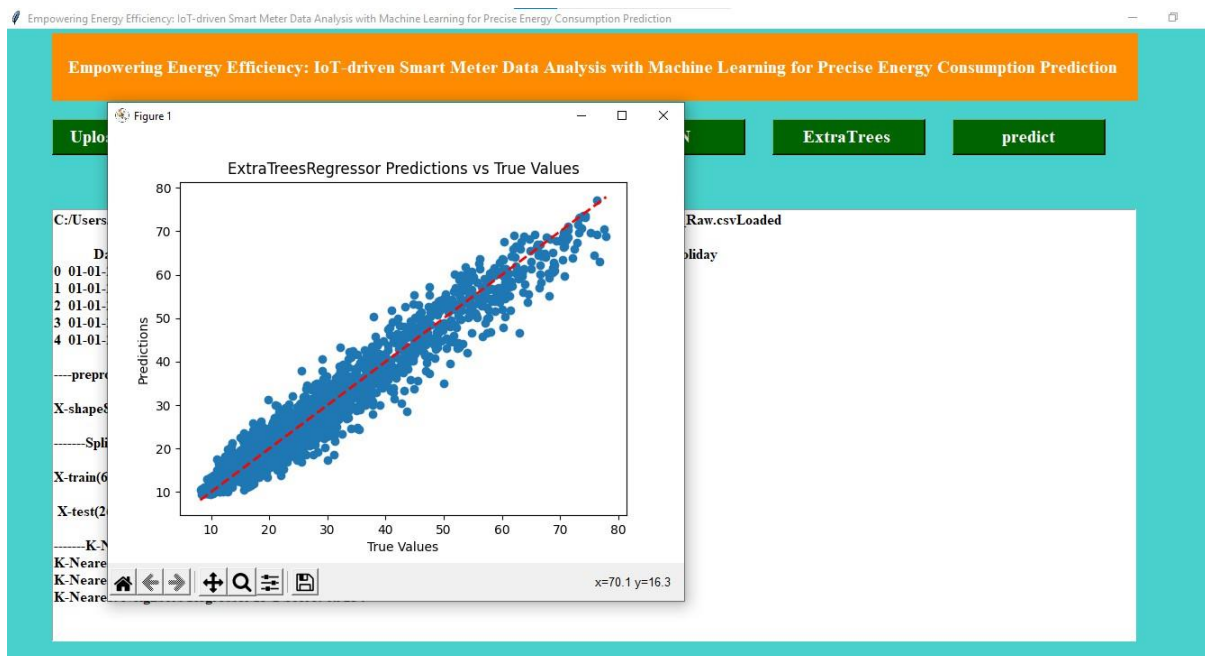 Empowering Energy Efficiency: IoT-driven Smart Meter Data Analysis with Machine Learning for Precise Energy Consumption Prediction
Empowering Energy Efficiency: IoT-driven Smart Meter Data Analysis with Machine Learning for Precise Energy Consumption Prediction
Figure 1
Uplo
N
ExtraTrees
predict
ExtraTreesRegressor Predictions vs True Values
80
70
60
50
40
30
20
10
Predictions
10 20 30 40 50 60 70 80
True Values
x=70.1 y=16.3
C:/Users
_Raw.csvLoaded
Da
oliday
0 01-01-
1 01-01-
2 01-01-
3 01-01-
4 01-01-
----prepro
X-shape
-------Spli
X-train(6
X-test(2
-------K-N
K-Neare
K-Neare
K-Neare